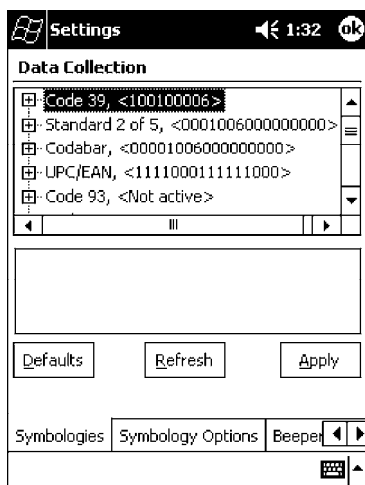 Settings 1:32 ok
Data Collection
Code 39, <100100006>
Standard 2 of 5, <0001006000000000>
Codabar, <00001006000000000>
UPC/EAN, <1111000111111000>
Code 93, <Not active>
Defaults Refresh Apply
Symbologies Symbology Options Beeper